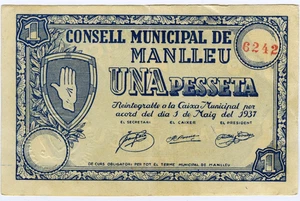 1
CONSELL MUNICIPAL DE
MANLLEU
6242
UNA PESSETA
Reintegrable a la Caixa Municipal per
acord del dia 3 de Maig del 1937
EL SECRETARI EL CAIXER EL PRESIDENT
DE CURS OBLIGATORI PER TOT EL TERME MUNICIPAL DE MANLLEU
1